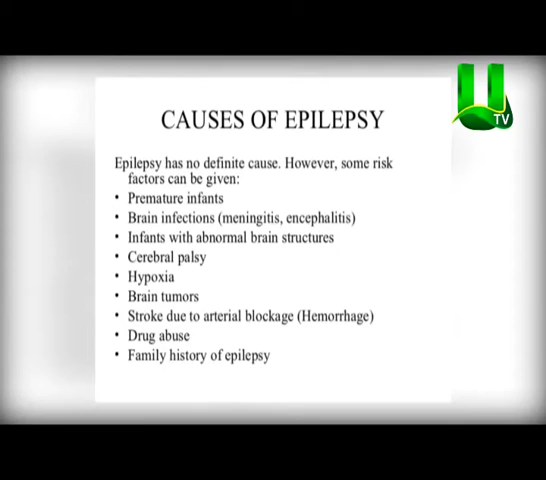 U
TV
CAUSES OF EPILEPSY
Epilepsy has no definite cause. However, some risk
factors can be given:
• Premature infants
• Brain infections (meningitis, encephalitis)
• Infants with abnormal brain structures
• Cerebral palsy
• Hypoxia
• Brain tumors
• Stroke due to arterial blockage (Hemorrhage)
• Drug abuse
• Family history of epilepsy